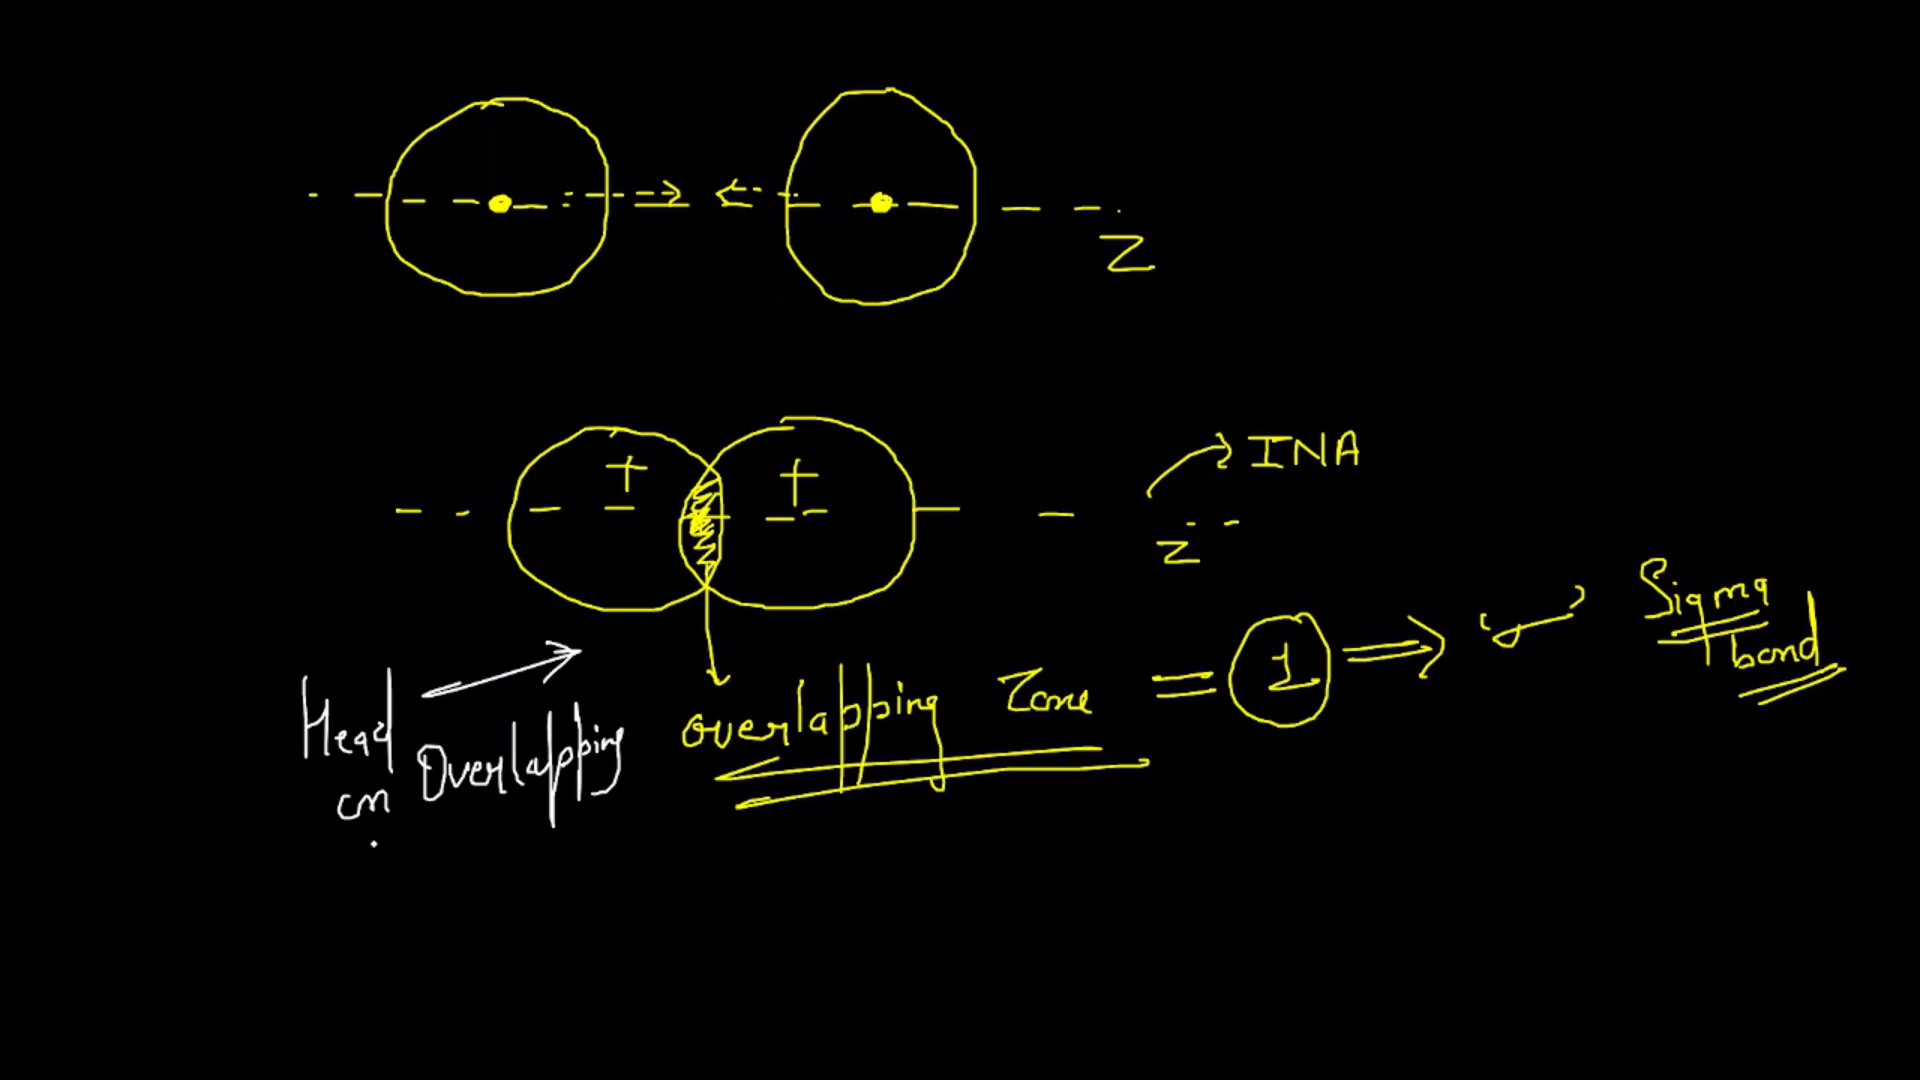 Z
+ +
INA
Z
Sigma
bond
overlapping Zone = 1 ⇒
Head Overlapping
on